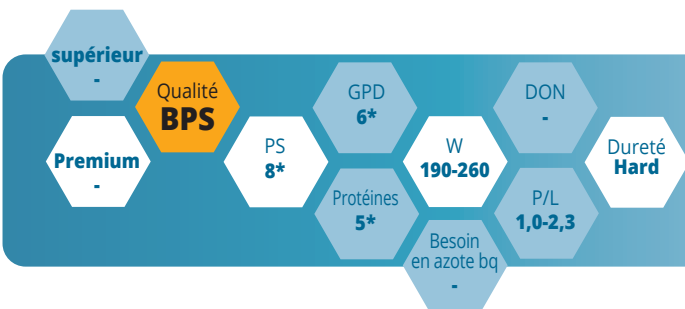 supérieur
-
Qualité
BPS
Premium
-
PS
8*
GPD
6*
Protéines
5*
W
190-260
Besoin
en azote bq
-
DON
-
P/L
1,0-2,3
Dureté
Hard